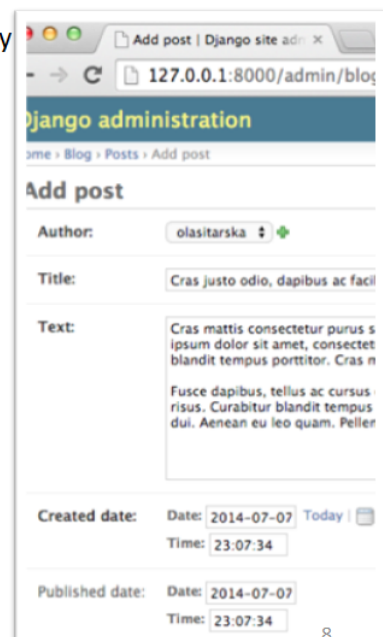 y
Add post | Django site adn ×
127.0.0.1:8000/admin/blog
Django administration
ome › Blog › Posts › Add post
Add post
Author: olasitarska
Title: Cras justo odio, dapibus ac facil
Text: Cras mattis consectetur purus s
ipsum dolor sit amet, consectet
blandit tempus porttitor. Cras m
Fusce dapibus, tellus ac cursus
risus. Curabitur blandit tempus
dui. Aenean eu leo quam. Peller
Created date: Date: 2014-07-07 Today |
Time: 23:07:34
Published date: Date: 2014-07-07
Time: 23:07:34
8